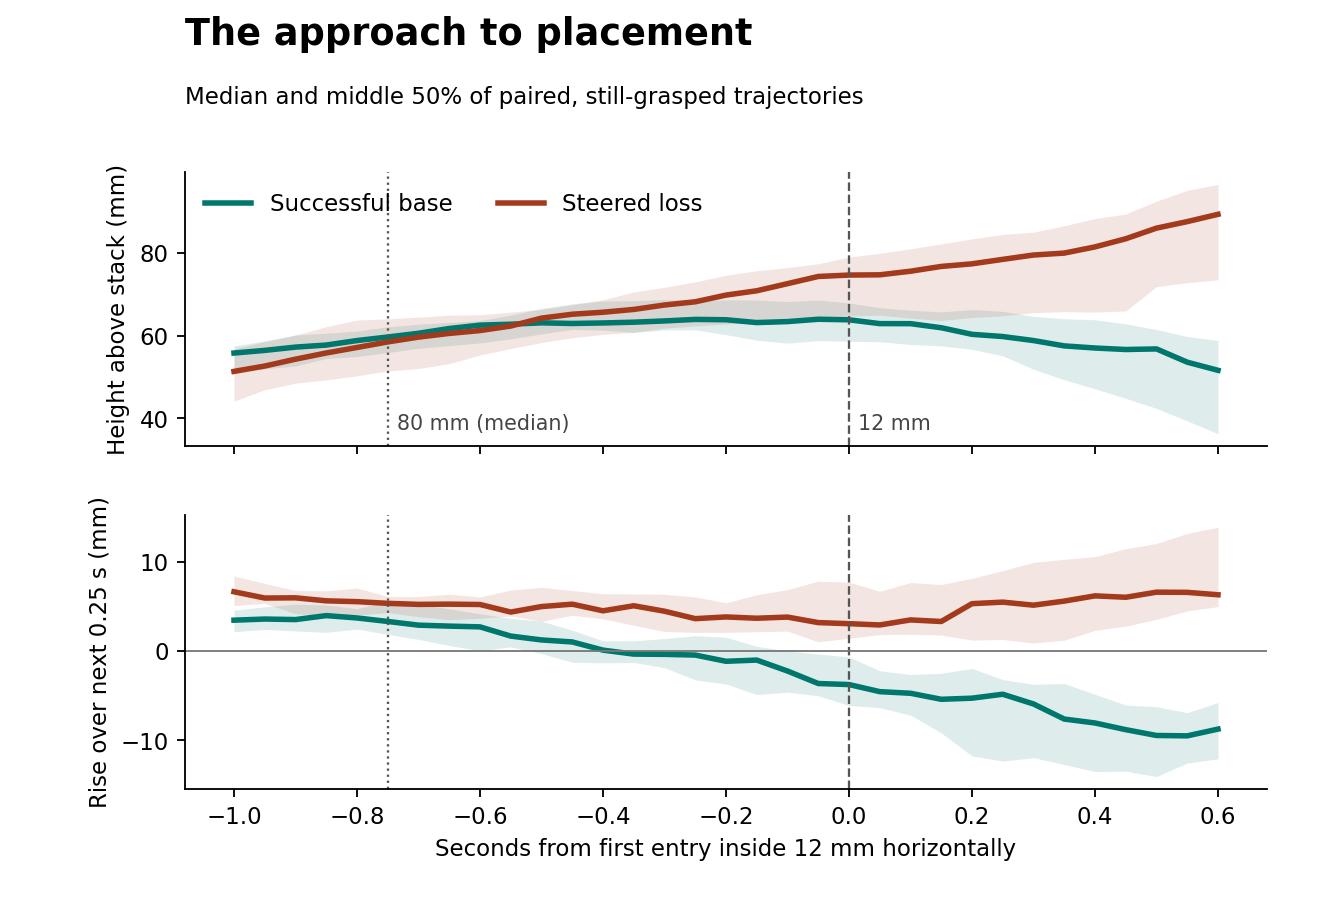 The approach to placement
Median and middle 50% of paired, still-grasped trajectories
Height above stack (mm)
Successful base
Steered loss
80
60
40
80 mm (median)
12 mm
Rise over next 0.25 s (mm)
10
0
−10
−1.0 −0.8 −0.6 −0.4 −0.2 0.0 0.2 0.4 0.6
Seconds from first entry inside 12 mm horizontally